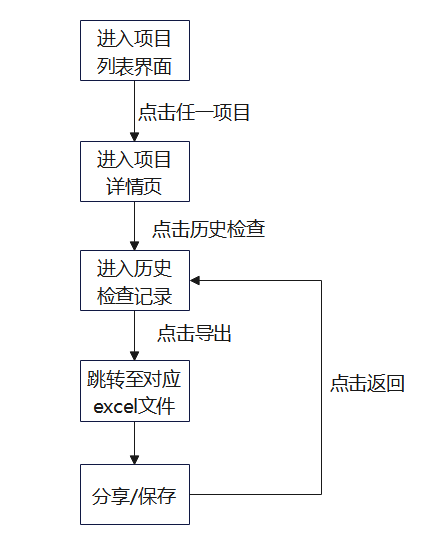 进入项目
列表界面
点击任一项目
进入项目
详情页
点击历史检查
进入历史
检查记录
点击导出
跳转至对应
excel文件
点击返回
分享/保存